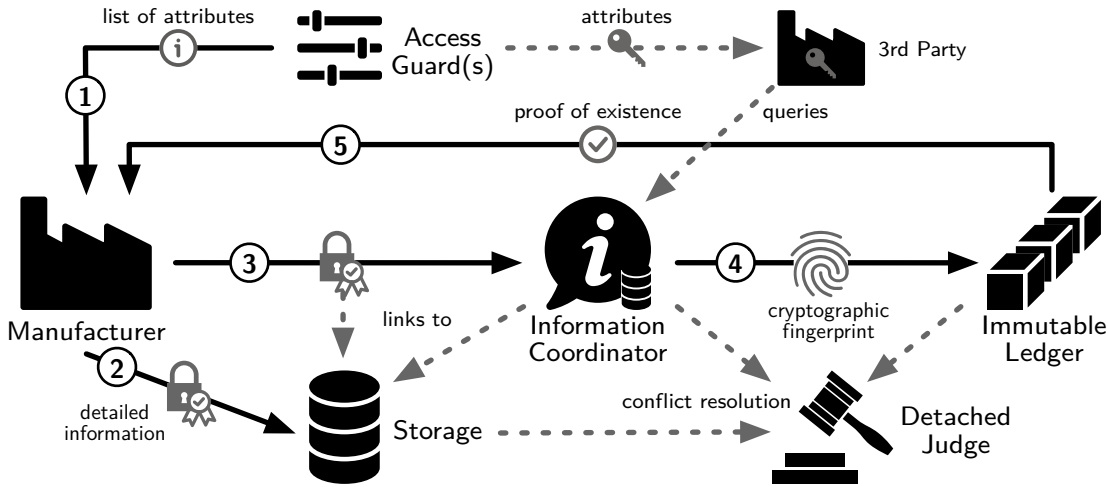 list of attributes
attributes
Access
Guard(s)
3rd Party
1
proof of existence
queries
5
3
4
Manufacturer
links to
Information
Coordinator
cryptographic
fingerprint
Immutable
Ledger
2
detailed
information
Storage
conflict resolution
Detached
Judge